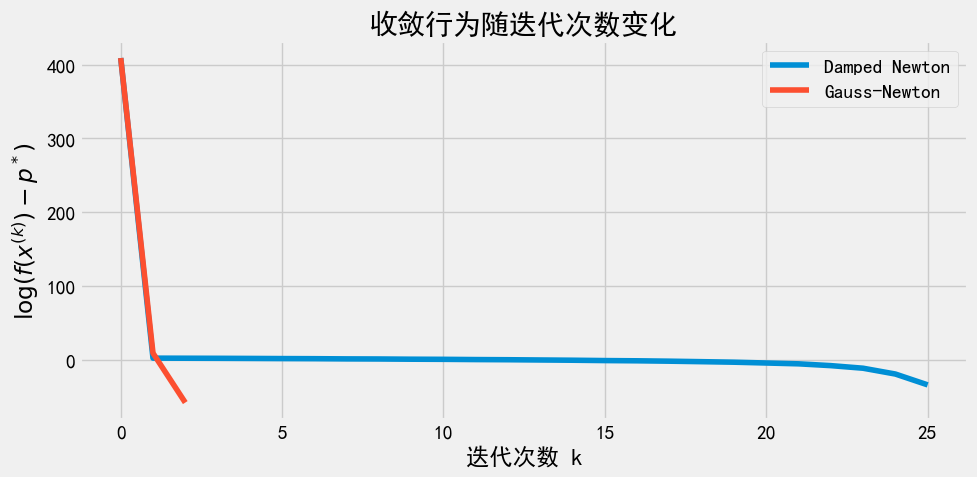 收敛行为随迭代次数变化
Damped Newton
Gauss-Newton
log(f(x^(k)) − p*)
400
300
200
100
0
0 5 10 15 20 25
迭代次数 k